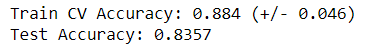 Train CV Accuracy: 0.884 (+/- 0.046)
Test Accuracy: 0.8357